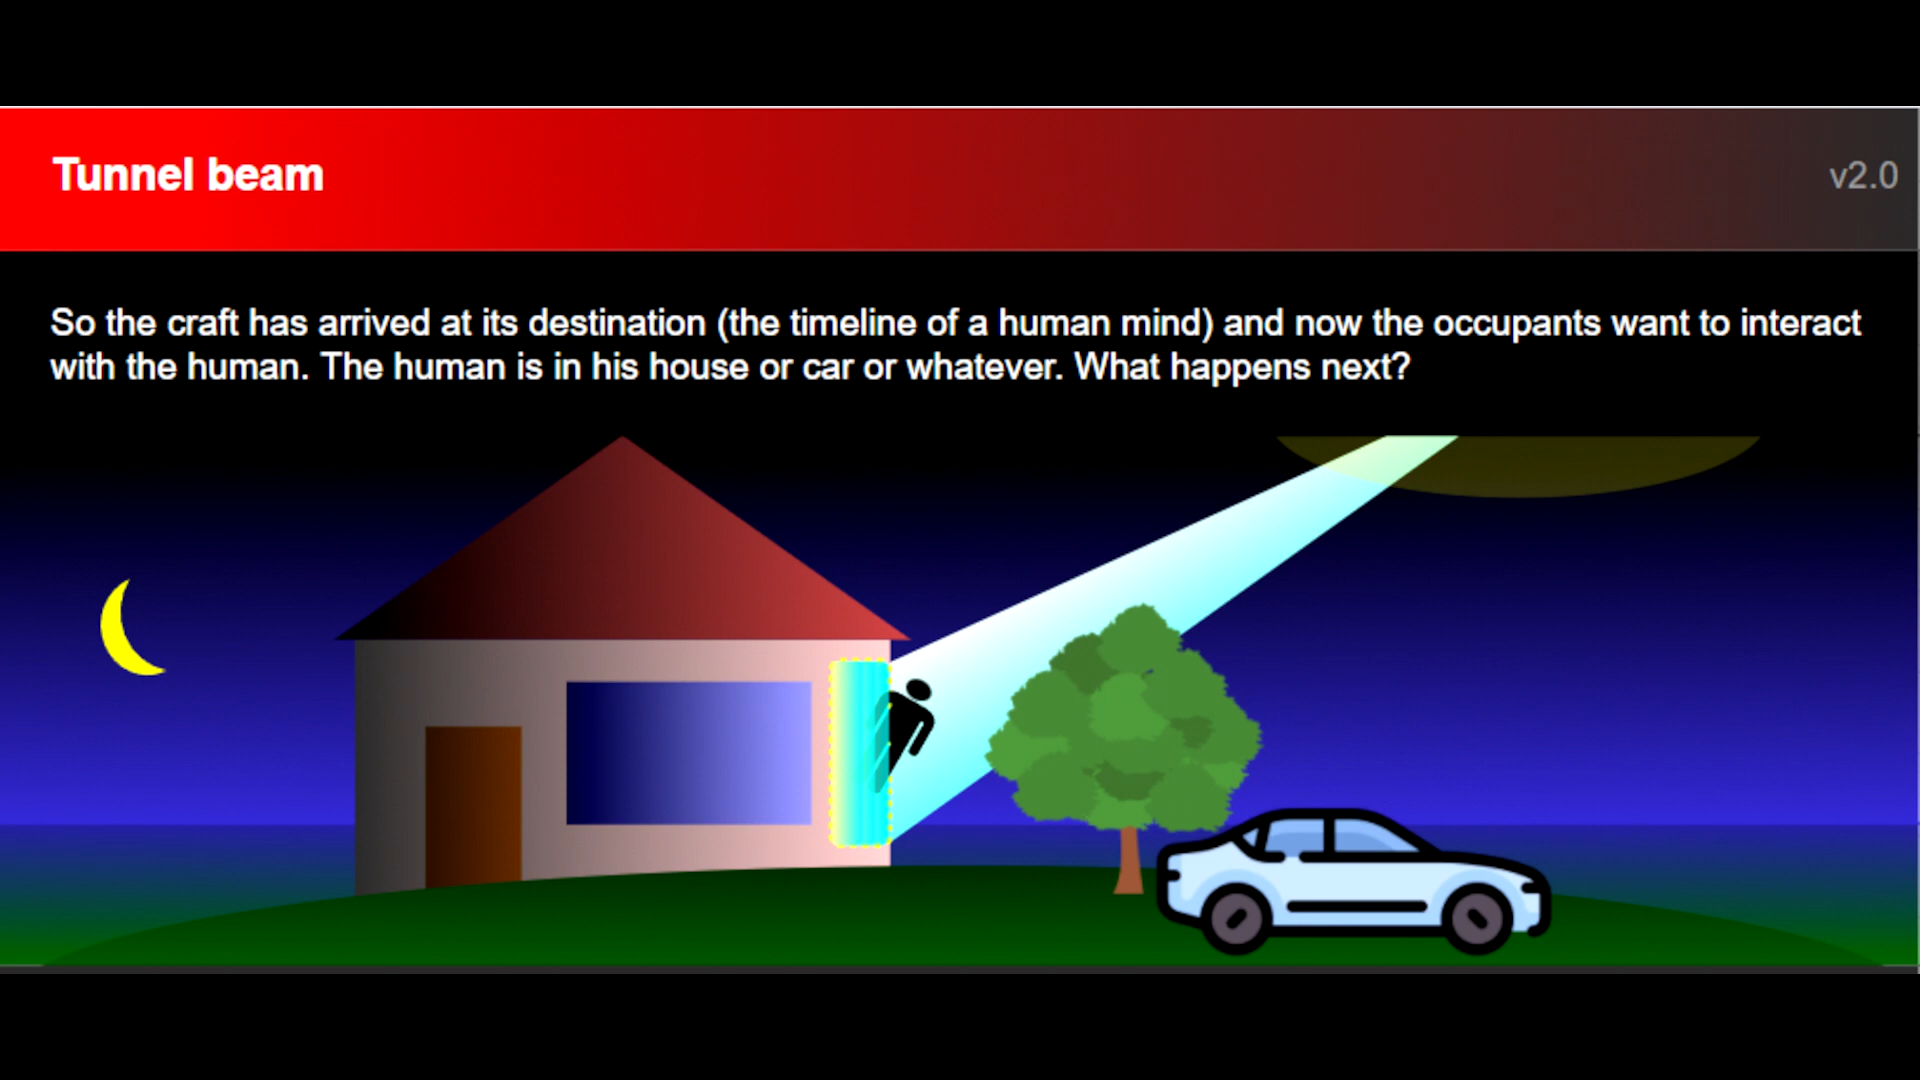 Tunnel beam
v2.0
So the craft has arrived at its destination (the timeline of a human mind) and now the occupants want to interact
with the human. The human is in his house or car or whatever. What happens next?